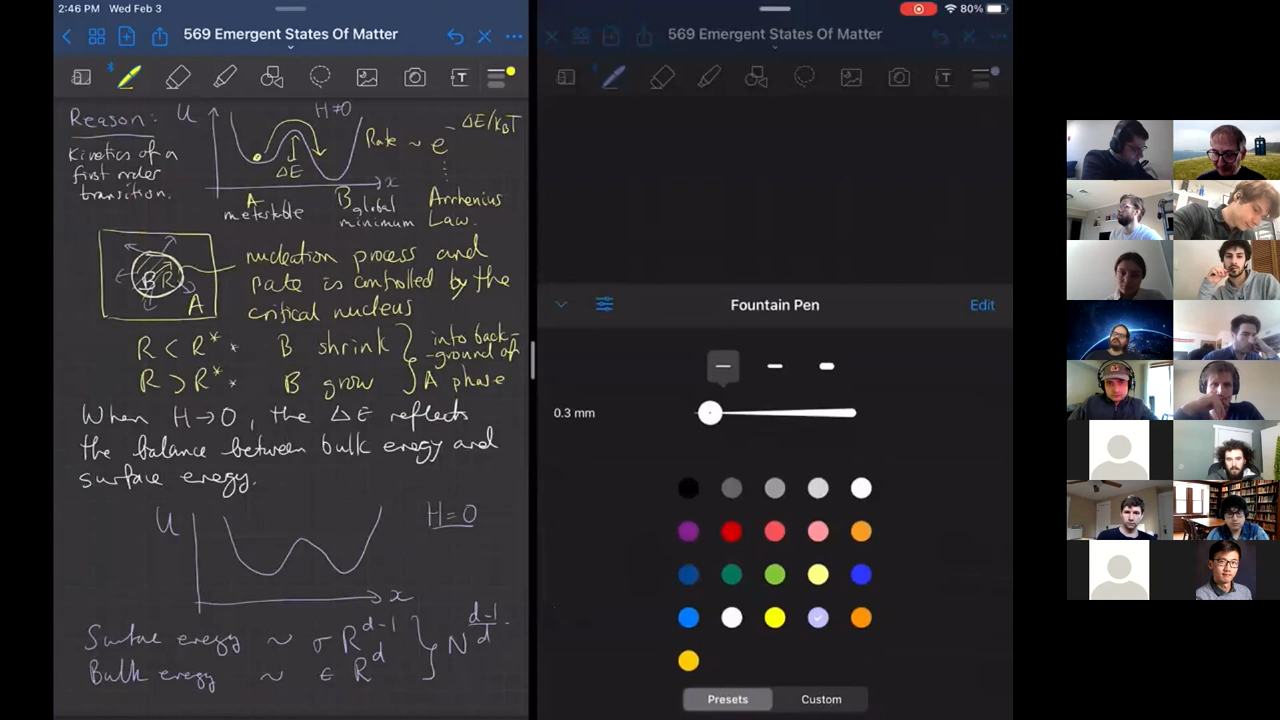 2:46 PM Wed Feb 3
80%
569 Emergent States Of Matter
569 Emergent States Of Matter
Reason:
Kinetics of a
first order
transition.
U
H≠0
ΔE
x
A
metastable
B global
minimum
Rate ~ e^{-ΔE/k_BT}
Arrhenius
Law.
B R
A
nucleation process and
rate is controlled by the
critical nucleus
R < R* B shrink
R > R* B grow
into back-
-ground of
A phase
When H→0, the ΔE reflects
the balance between bulk energy and
surface energy.
U
H=0
x
Surface energy ~ σ R^{d-1}
Bulk energy ~ ε R^d
N^{\frac{d-1}{d}}
Fountain Pen
Edit
0.3 mm
Presets
Custom